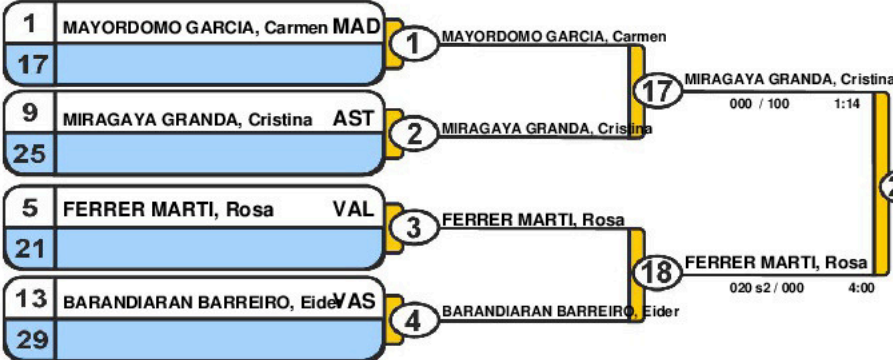 1 MAYORDOMO GARCIA, Carmen MAD
17
1 MAYORDOMO GARCIA, Carmen
9 MIRAGAYA GRANDA, Cristina AST
25
2 MIRAGAYA GRANDA, Cristina
17 MIRAGAYA GRANDA, Cristina
000 / 100 1:14
5 FERRER MARTI, Rosa VAL
21
3 FERRER MARTI, Rosa
13 BARANDIARAN BARREIRO, Eider VAS
29
4 BARANDIARAN BARREIRO, Eider
18 FERRER MARTI, Rosa
020 s2 / 000 4:00